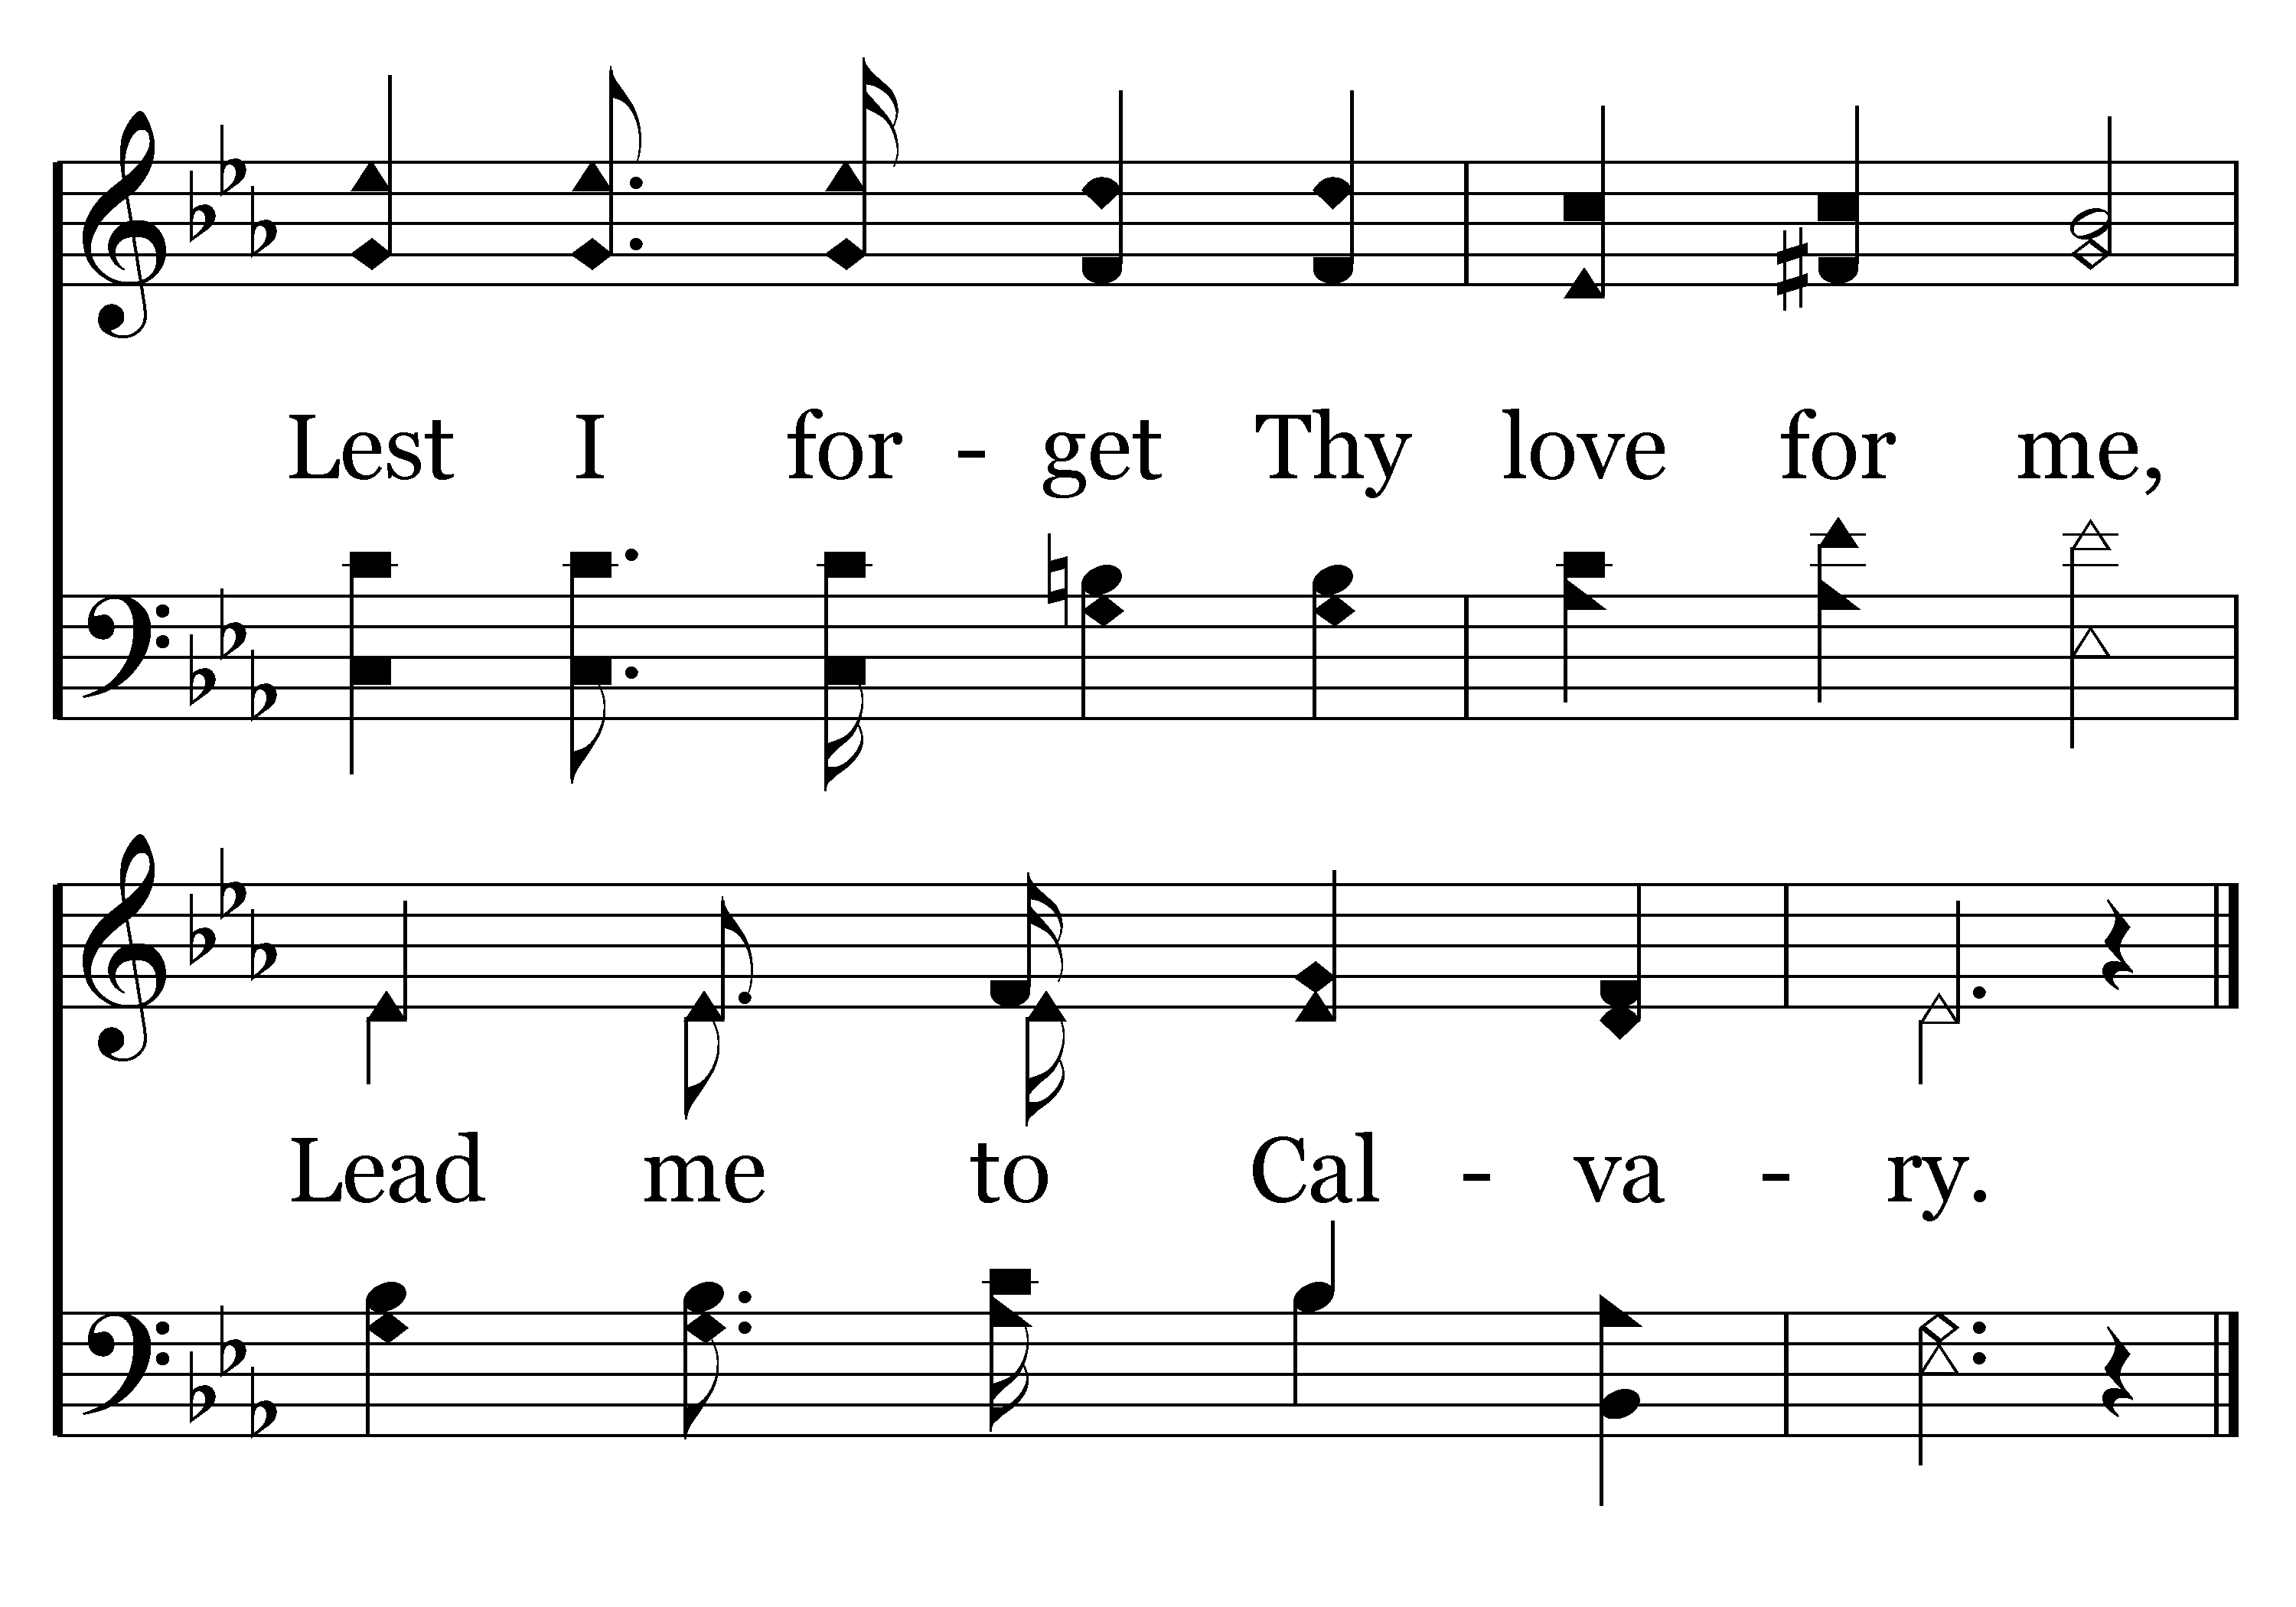 Lest I for - get Thy love for me,
Lead me to Cal - va - ry.